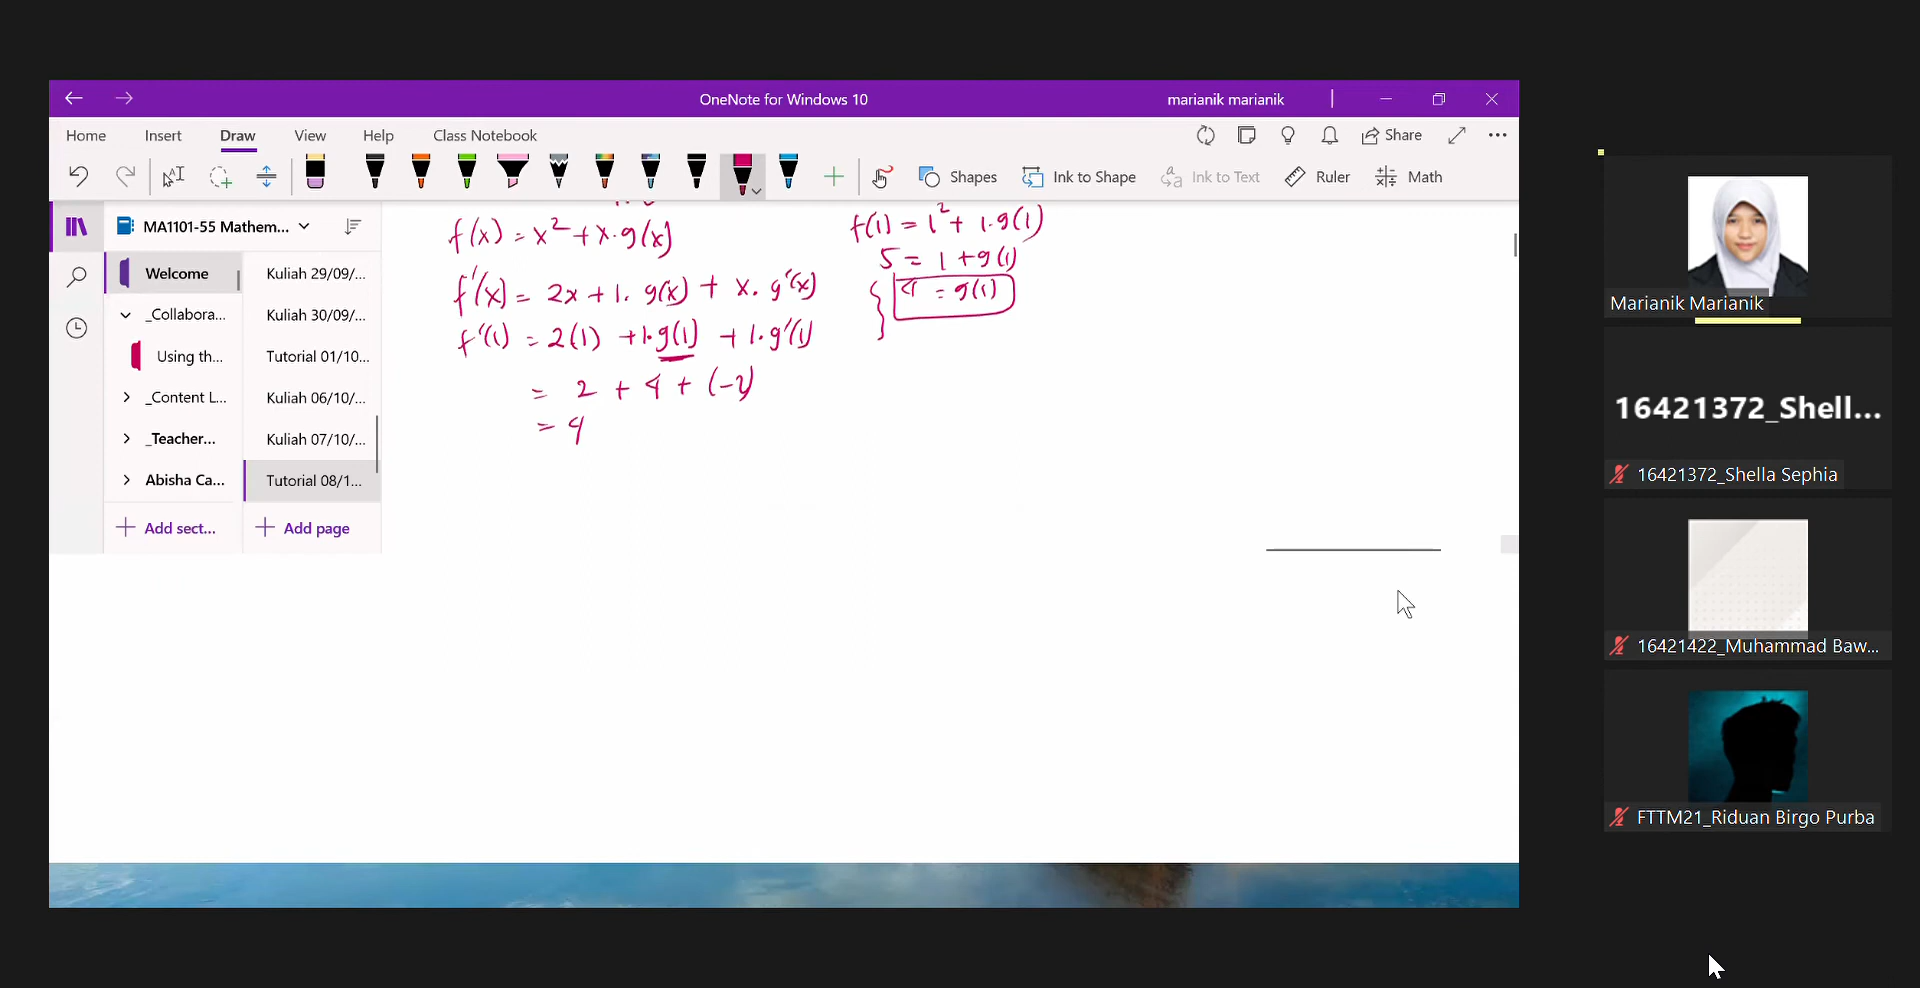 OneNote for Windows 10
marianik marianik
Home Insert Draw View Help Class Notebook
Share
Shapes Ink to Shape Ink to Text Ruler Math
MA1101-55 Mathem...
Welcome
_Collabora...
Using th...
_Content L...
_Teacher...
Abisha Ca...
Add sect...
Kuliah 29/09/...
Kuliah 30/09/...
Tutorial 01/10...
Kuliah 06/10/...
Kuliah 07/10/...
Tutorial 08/1...
Add page
f(x) = x² + x·g(x)
f'(x) = 2x + 1. g(x) + x. g'(x)
f'(1) = 2(1) + 1·g(1) + 1·g'(1)
= 2 + 4 + (-2)
= 4
f(1) = 1² + 1·g(1)
5 = 1 + g(1)
4 = g(1)
Marianik Marianik
16421372_Shell...
16421372_Shella Sephia
16421422_Muhammad Baw...
FTTM21_Riduan Birgo Purba